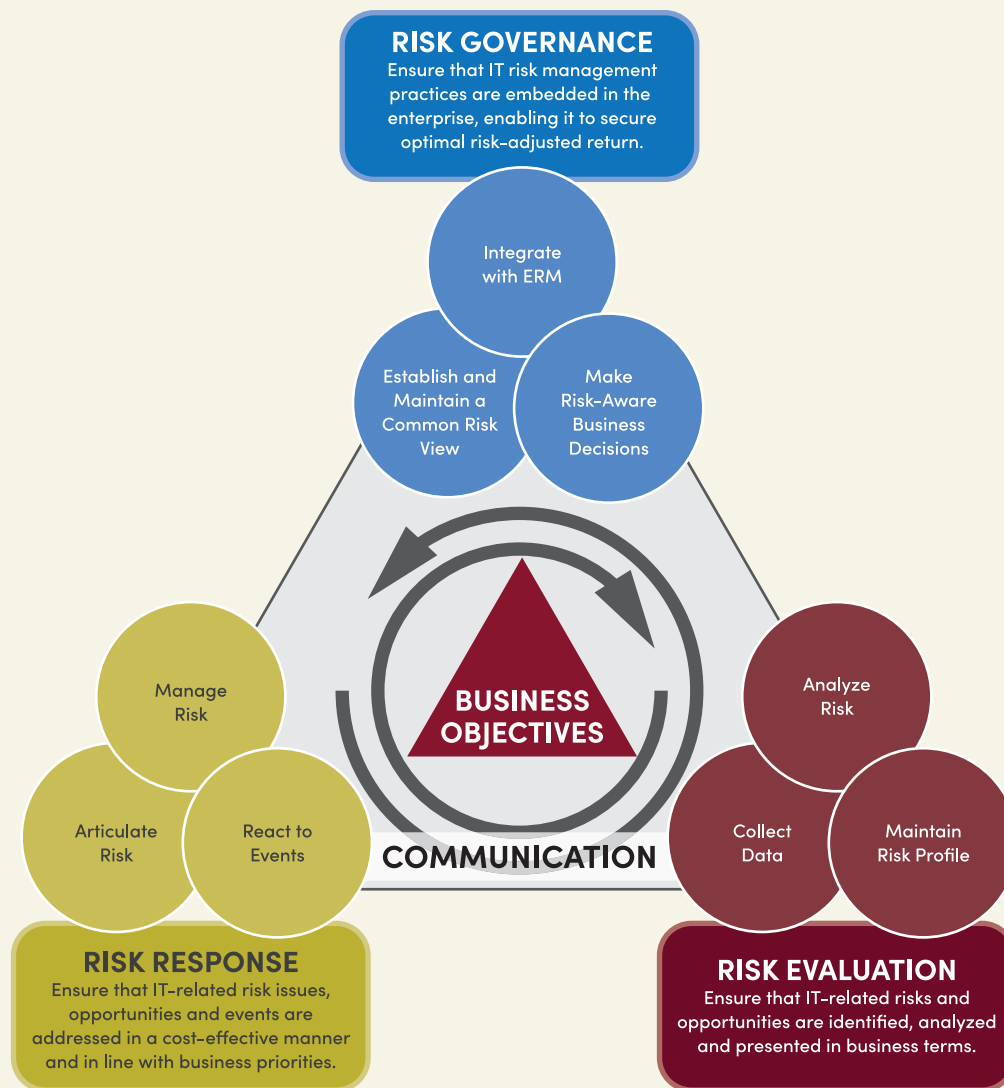 RISK GOVERNANCE
Ensure that IT risk management
practices are embedded in the
enterprise, enabling it to secure
optimal risk-adjusted return.
Integrate
with ERM
Establish and
Maintain a
Common Risk
View
Make
Risk-Aware
Business
Decisions
BUSINESS
OBJECTIVES
COMMUNICATION
Manage
Risk
Articulate
Risk
React to
Events
RISK RESPONSE
Ensure that IT-related risk issues,
opportunities and events are
addressed in a cost-effective manner
and in line with business priorities.
Analyze
Risk
Collect
Data
Maintain
Risk Profile
RISK EVALUATION
Ensure that IT-related risks and
opportunities are identified, analyzed
and presented in business terms.